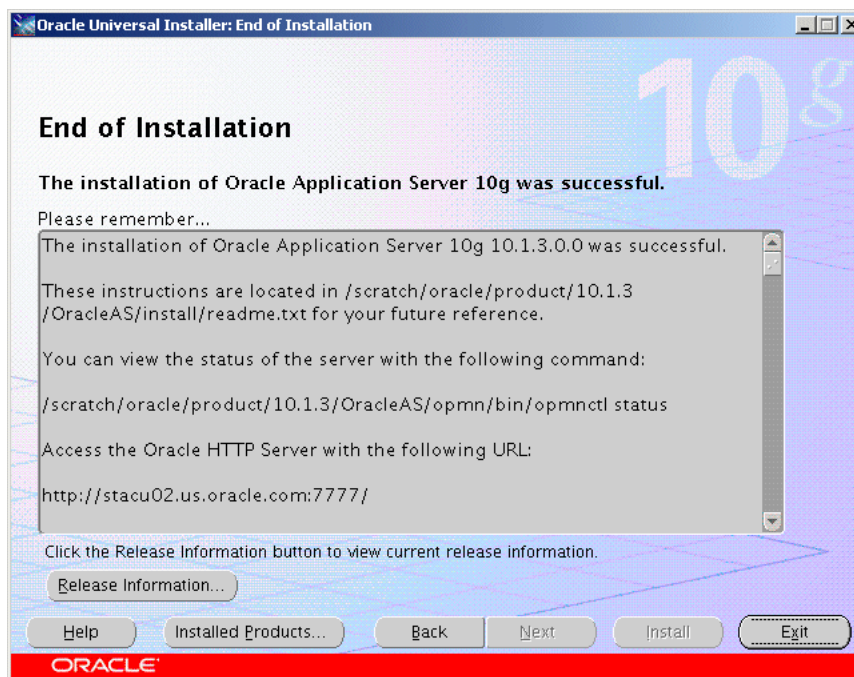 Oracle Universal Installer: End of Installation
10g
End of Installation
The installation of Oracle Application Server 10g was successful.
Please remember...
The installation of Oracle Application Server 10g 10.1.3.0.0 was successful.
These instructions are located in /scratch/oracle/product/10.1.3
/OracleAS/install/readme.txt for your future reference.
You can view the status of the server with the following command:
/scratch/oracle/product/10.1.3/OracleAS/opmn/bin/opmnctl status
Access the Oracle HTTP Server with the following URL:
http://stacu02.us.oracle.com:7777/
Click the Release Information button to view current release information.
Release Information...
Help Installed Products... Back Next Install Exit
ORACLE